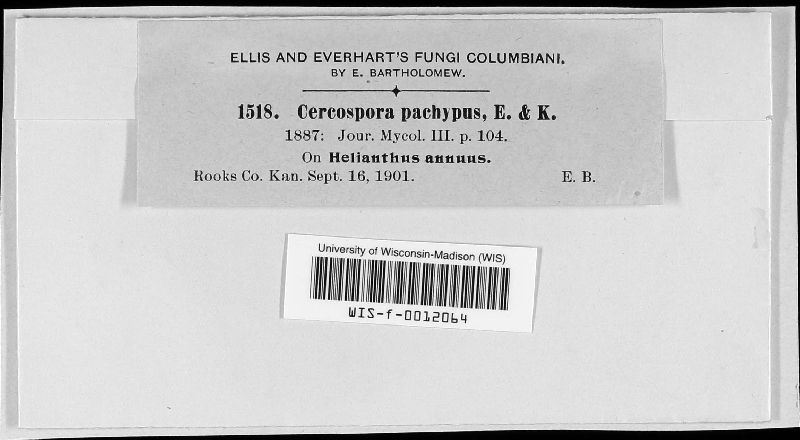 ELLIS AND EVERHART'S FUNGI COLUMBIANI.
BY E. BARTHOLOMEW.
1518. Cercospora pachypus, E. & K.
1887: Jour. Mycol. III. p. 104.
On Helianthus annuus.
Rooks Co. Kan. Sept. 16, 1901. E. B.
University of Wisconsin-Madison (WIS)
WIS-f-0012064